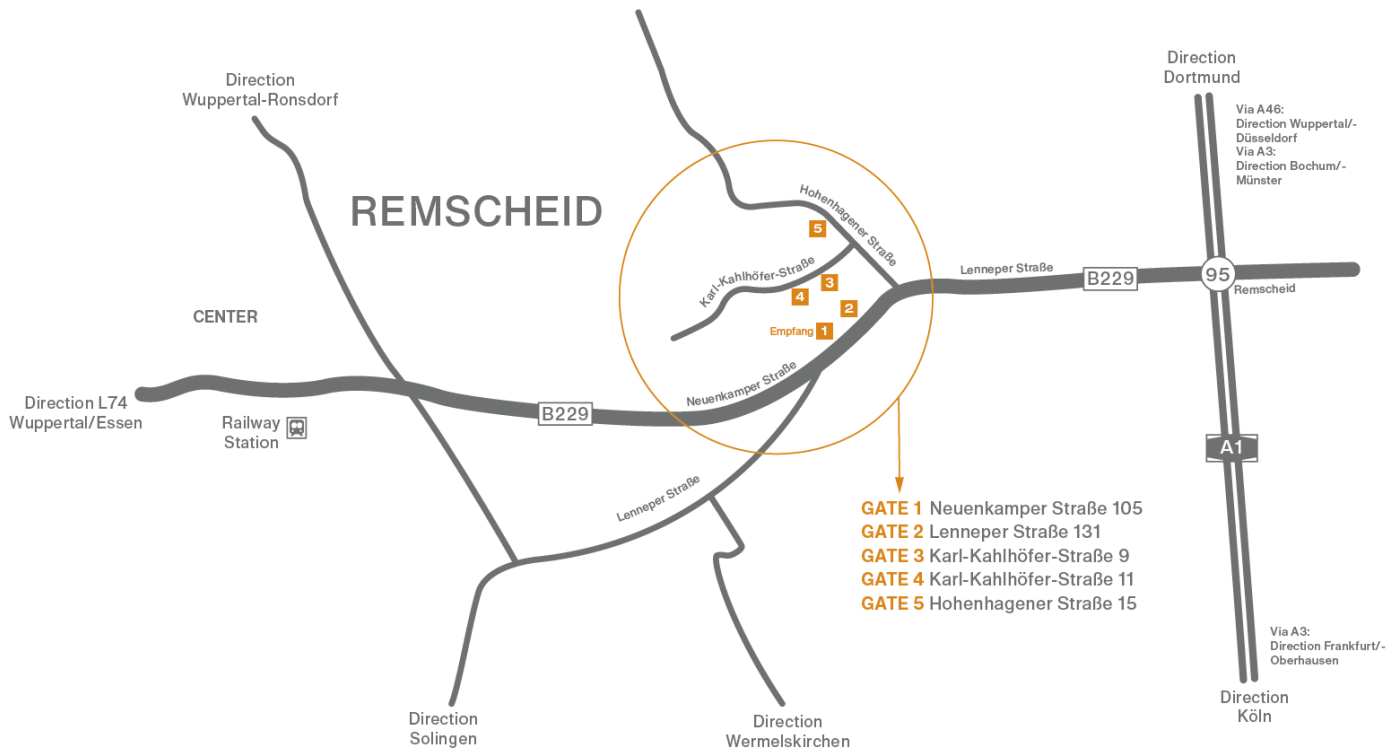 Direction
Wuppertal-Ronsdorf
REMSCHEID
CENTER
Direction L74
Wuppertal/Essen
Railway
Station
B229
Neuenkamper Straße
Lenneper Straße
Direction
Solingen
Direction
Wermelskirchen
Hohenhagener Straße
Karl-Kahlhöfer-Straße
5
3
4
2
Empfang 1
Lenneper Straße
B229
95
Remscheid
Direction
Dortmund
Via A46:
Direction Wuppertal/-
Düsseldorf
Via A3:
Direction Bochum/-
Münster
A1
GATE 1 Neuenkamper Straße 105
GATE 2 Lenneper Straße 131
GATE 3 Karl-Kahlhöfer-Straße 9
GATE 4 Karl-Kahlhöfer-Straße 11
GATE 5 Hohenhagener Straße 15
Via A3:
Direction Frankfurt/-
Oberhausen
Direction
Köln